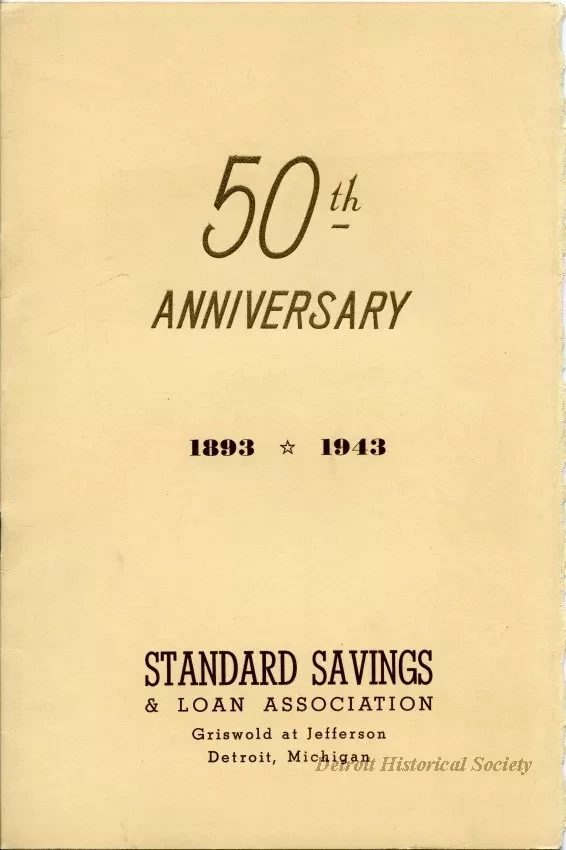 50th
ANNIVERSARY
1893 ☆ 1943
STANDARD SAVINGS
& LOAN ASSOCIATION
Griswold at Jefferson
Detroit, Michigan
Detroit Historical Society